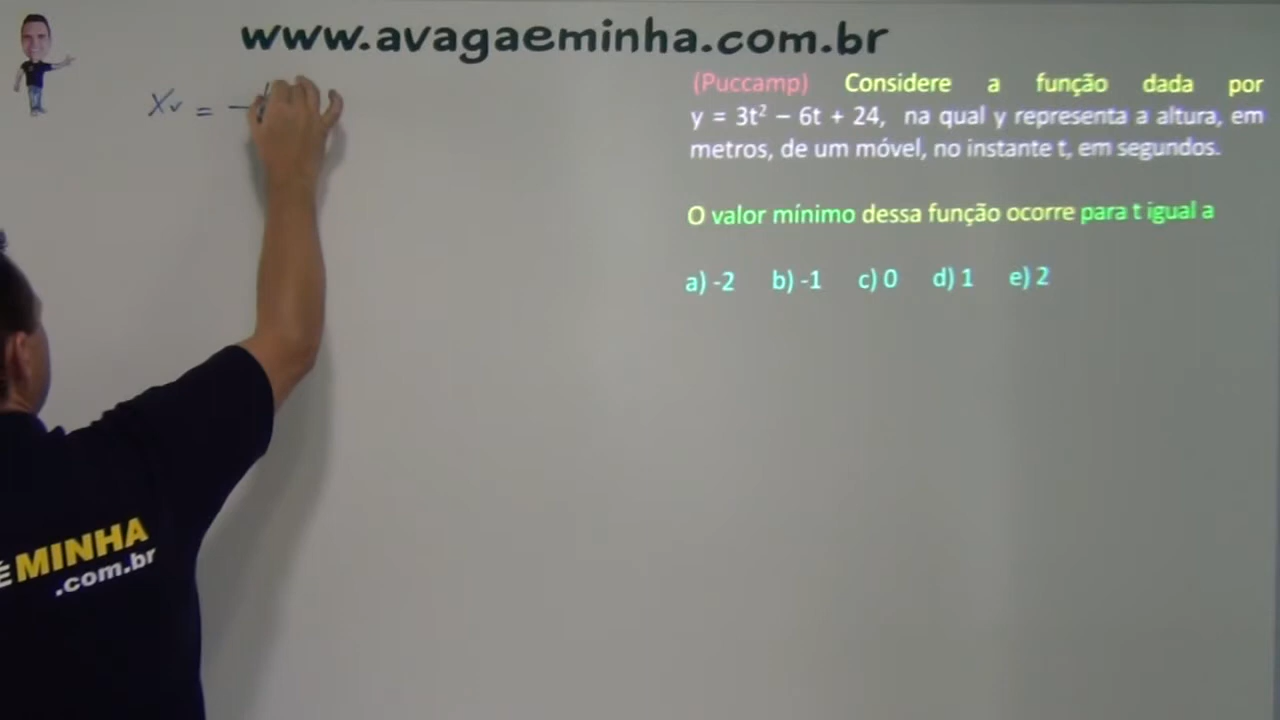 www.avagaeminha.com.br
Xv = –
(Puccamp) Considere a função dada por
y = 3t² – 6t + 24, na qual y representa a altura, em
metros, de um móvel, no instante t, em segundos.
O valor mínimo dessa função ocorre para t igual a
a) -2 b) -1 c) 0 d) 1 e) 2
É MINHA
.com.br